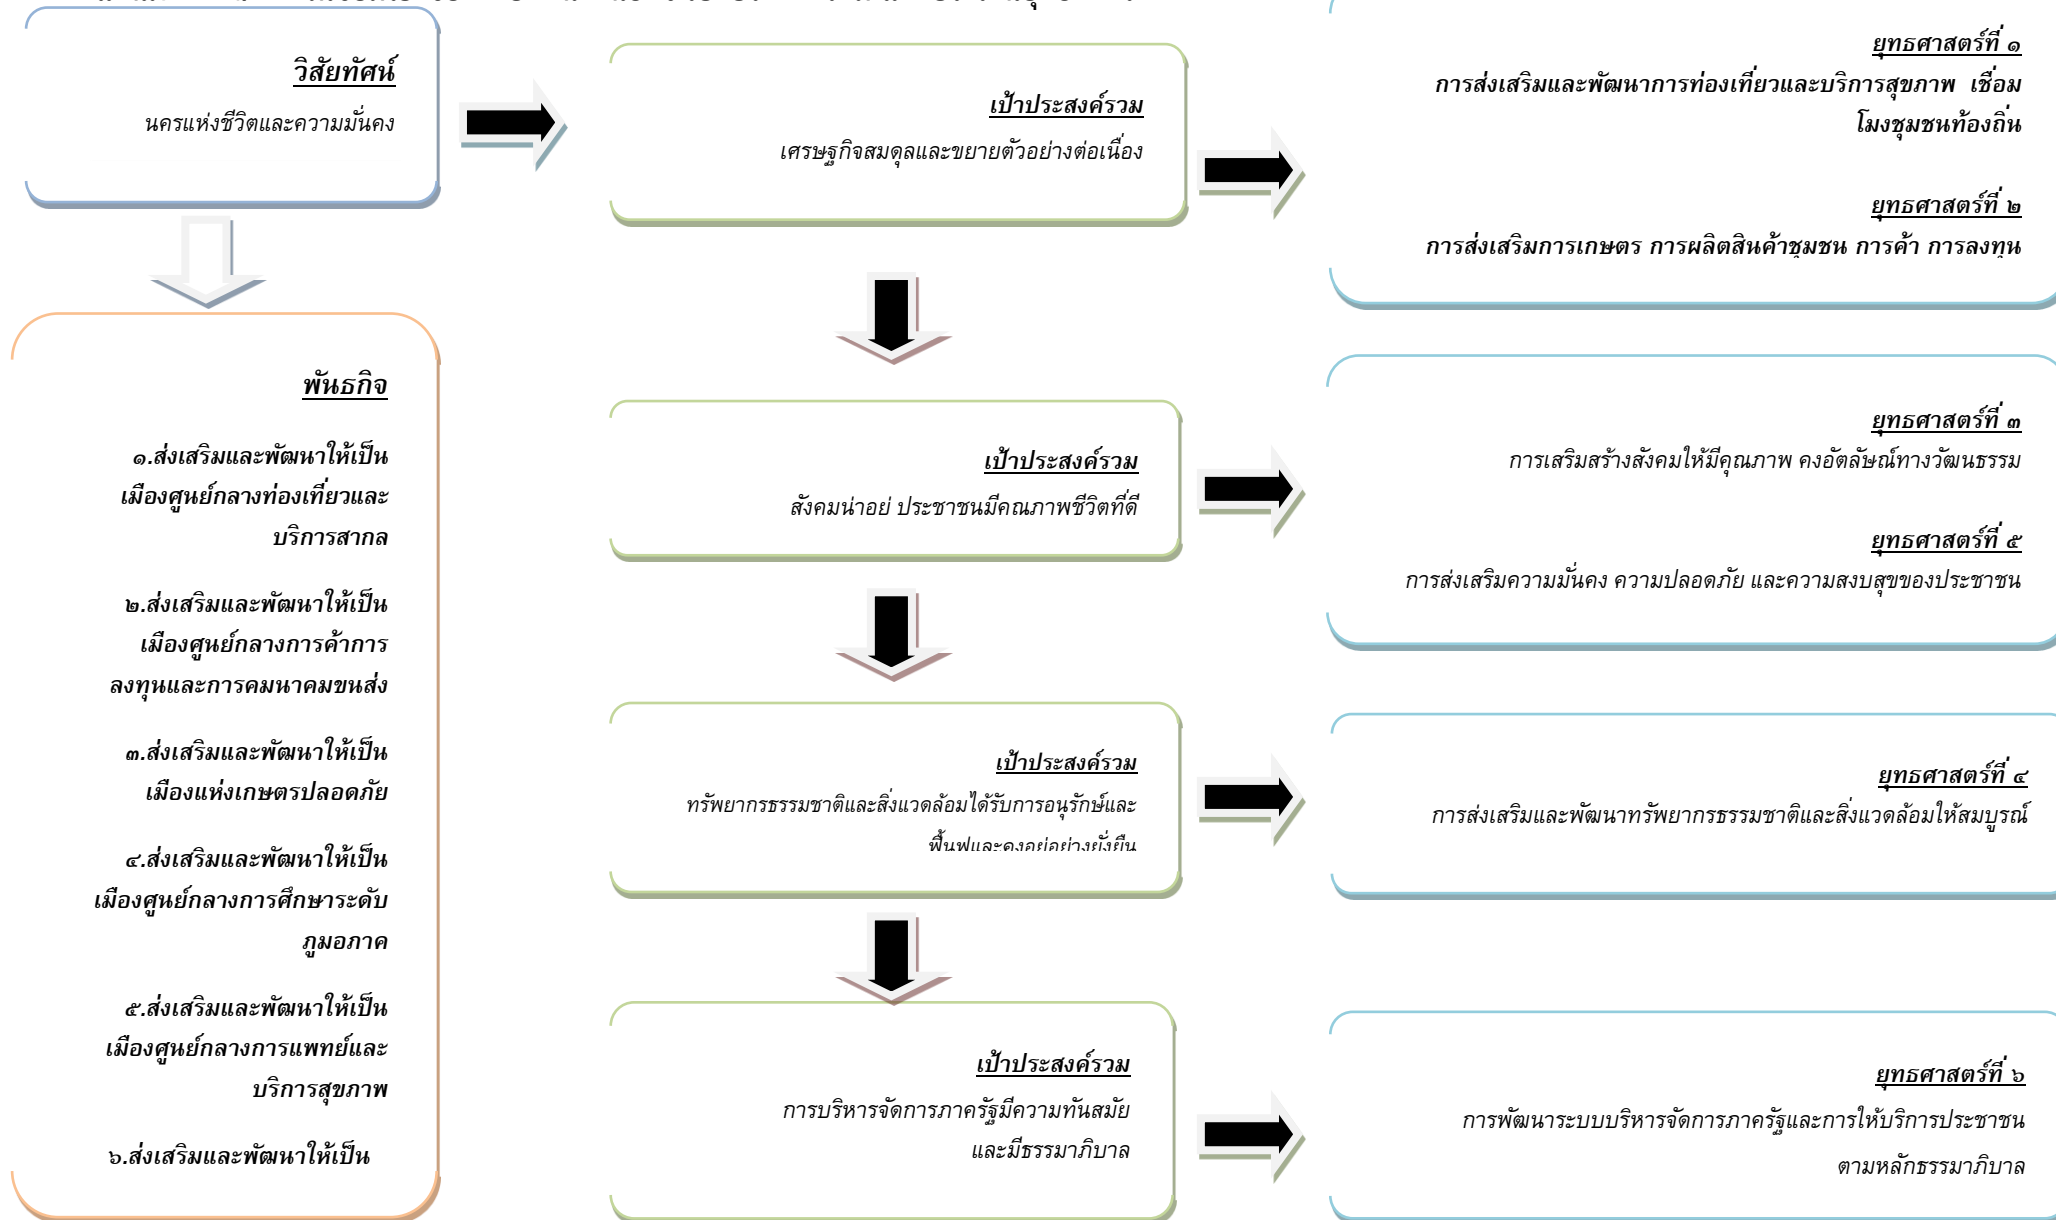 วิสัยทัศน์
นครแห่งชีวิตและความมั่นคง
พันธกิจ
๑.ส่งเสริมและพัฒนาให้เป็น
เมืองศูนย์กลางท่องเที่ยวและ
บริการสากล
๒.ส่งเสริมและพัฒนาให้เป็น
เมืองศูนย์กลางการค้าการ
ลงทุนและการคมนาคมขนส่ง
๓.ส่งเสริมและพัฒนาให้เป็น
เมืองแห่งเกษตรปลอดภัย
๔.ส่งเสริมและพัฒนาให้เป็น
เมืองศูนย์กลางการศึกษาระดับ
ภูมอภาค
๕.ส่งเสริมและพัฒนาให้เป็น
เมืองศูนย์กลางการแพทย์และ
บริการสุขภาพ
๖.ส่งเสริมและพัฒนาให้เป็น
เป้าประสงค์รวม
เศรษฐกิจสมดุลและขยายตัวอย่างต่อเนื่อง
เป้าประสงค์รวม
สังคมน่าอยู่ ประชาชนมีคุณภาพชีวิตที่ดี
เป้าประสงค์รวม
ทรัพยากรธรรมชาติและสิ่งแวดล้อมได้รับการอนุรักษ์และ
ฟื้นฟูและคงอยู่อย่างยั่งยืน
เป้าประสงค์รวม
การบริหารจัดการภาครัฐมีความทันสมัย
และมีธรรมาภิบาล
ยุทธศาสตร์ที่ ๑
การส่งเสริมและพัฒนาการท่องเที่ยวและบริการสุขภาพ เชื่อม
โมงชุมชนท้องถิ่น
ยุทธศาสตร์ที่ ๒
การส่งเสริมการเกษตร การผลิตสินค้าชุมชน การค้า การลงทุน
ยุทธศาสตร์ที่ ๓
การเสริมสร้างสังคมให้มีคุณภาพ คงอัตลัษณ์ทางวัฒนธรรม
ยุทธศาสตร์ที่ ๕
การส่งเสริมความมั่นคง ความปลอดภัย และความสงบสุขของประชาชน
ยุทธศาสตร์ที่ ๔
การส่งเสริมและพัฒนาทรัพยากรธรรมชาติและสิ่งแวดล้อมให้สมบูรณ์
ยุทธศาสตร์ที่ ๖
การพัฒนาระบบบริหารจัดการภาครัฐและการให้บริการประชาชน
ตามหลักธรรมาภิบาล